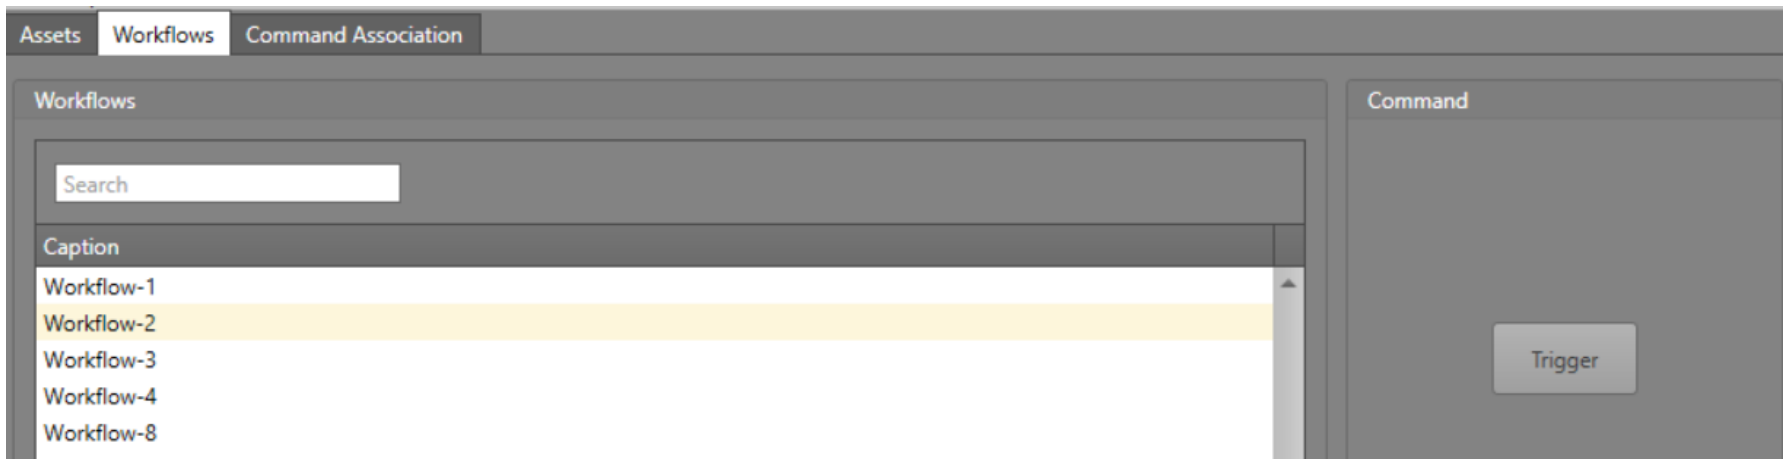 Assets Workflows Command Association
Workflows
Command
Search
Caption
Workflow-1
Workflow-2
Workflow-3
Workflow-4
Workflow-8
Trigger